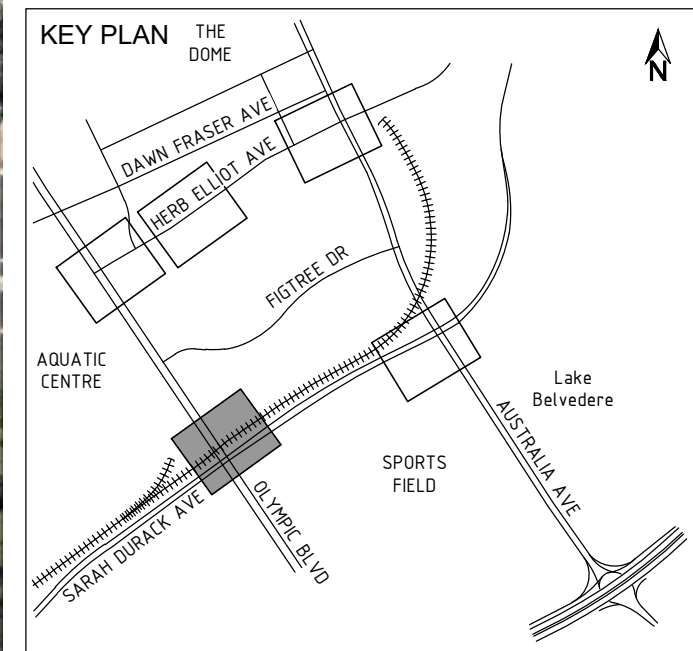 KEY PLAN
THE
DOME
N
DAWN FRASER AVE
HERB ELLIOT AVE
FIGTREE DR
AQUATIC
CENTRE
Lake
Belvedere
AUSTRALIA AVE
SPORTS
FIELD
OLYMPIC BLVD
SARAH DURACK AVE